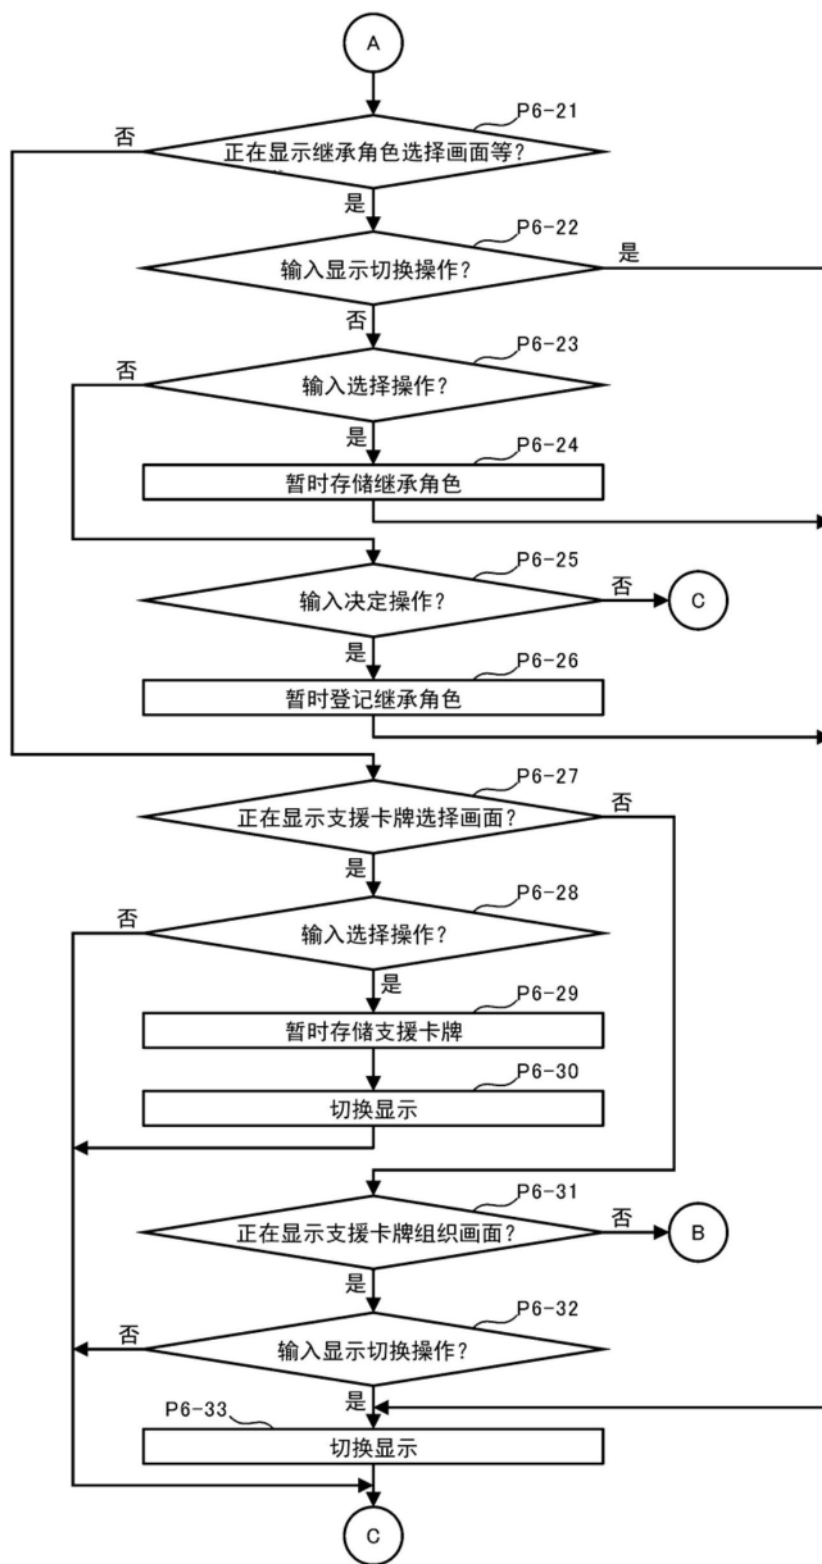 A
P6-21
否
正在显示继承角色选择画面等?
是
P6-22
输入显示切换操作?
是
否
P6-23
否
输入选择操作?
是
P6-24
暂时存储继承角色
P6-25
输入决定操作?
否
C
是
P6-26
暂时登记继承角色
P6-27
正在显示支援卡牌选择画面?
否
是
P6-28
否
输入选择操作?
是
P6-29
暂时存储支援卡牌
P6-30
切换显示
P6-31
正在显示支援卡牌组织画面?
否
B
是
P6-32
否
输入显示切换操作?
是
P6-33
切换显示
C